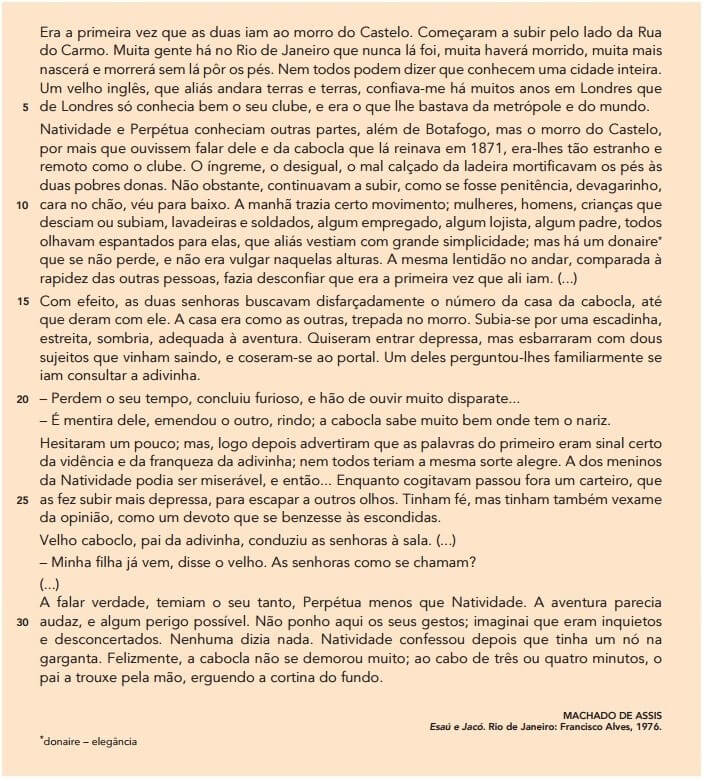 Era a primeira vez que as duas iam ao morro do Castelo. Começaram a subir pelo lado da Rua
do Carmo. Muita gente há no Rio de Janeiro que nunca lá foi, muita haverá morrido, muita mais
nascerá e morrerá sem lá pôr os pés. Nem todos podem dizer que conhecem uma cidade inteira.
Um velho inglês, que aliás andara terras e terras, confiava-me há muitos anos em Londres que
5 de Londres só conhecia bem o seu clube, e era o que lhe bastava da metrópole e do mundo.
Natividade e Perpétua conheciam outras partes, além de Botafogo, mas o morro do Castelo,
por mais que ouvissem falar dele e da cabocla que lá reinava em 1871, era-lhes tão estranho e
remoto como o clube. O íngreme, o desigual, o mal calçado da ladeira mortificavam os pés às
duas pobres donas. Não obstante, continuavam a subir, como se fosse penitência, devagarinho,
10 cara no chão, véu para baixo. A manhã trazia certo movimento; mulheres, homens, crianças que
desciam ou subiam, lavadeiras e soldados, algum empregado, algum lojista, algum padre, todos
olhavam espantados para elas, que aliás vestiam com grande simplicidade; mas há um donaire*
que se não perde, e não era vulgar naquelas alturas. A mesma lentidão no andar, comparada à
rapidez das outras pessoas, fazia desconfiar que era a primeira vez que ali iam. (...)
15 Com efeito, as duas senhoras buscavam disfarçadamente o número da casa da cabocla, até
que deram com ele. A casa era como as outras, trepada no morro. Subia-se por uma escadinha,
estreita, sombria, adequada à aventura. Quiseram entrar depressa, mas esbarraram com dous
sujeitos que vinham saindo, e coseram-se ao portal. Um deles perguntou-lhes familiarmente se
iam consultar a adivinha.
20 – Perdem o seu tempo, concluiu furioso, e hão de ouvir muito disparate...
– É mentira dele, emendou o outro, rindo; a cabocla sabe muito bem onde tem o nariz.
Hesitaram um pouco; mas, logo depois advertiram que as palavras do primeiro eram sinal certo
da vidência e da franqueza da adivinha; nem todos teriam a mesma sorte alegre. A dos meninos
da Natividade podia ser miserável, e então... Enquanto cogitavam passou fora um carteiro, que
25 as fez subir mais depressa, para escapar a outros olhos. Tinham fé, mas tinham também vexame
da opinião, como um devoto que se benzesse às escondidas.
Velho caboclo, pai da adivinha, conduziu as senhoras à sala. (...)
– Minha filha já vem, disse o velho. As senhoras como se chamam?
(...)
A falar verdade, temiam o seu tanto, Perpétua menos que Natividade. A aventura parecia
30 audaz, e algum perigo possível. Não ponho aqui os seus gestos; imaginai que eram inquietos
e desconcertados. Nenhuma dizia nada. Natividade confessou depois que tinha um nó na
garganta. Felizmente, a cabocla não se demorou muito; ao cabo de três ou quatro minutos, o
pai a trouxe pela mão, erguendo a cortina do fundo.
MACHADO DE ASSIS
Esaú e Jacó. Rio de Janeiro: Francisco Alves, 1976.
*donaire – elegância